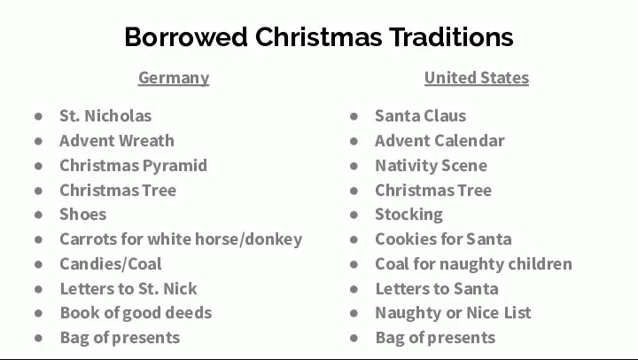 Borrowed Christmas Traditions
Germany
● St. Nicholas
● Advent Wreath
● Christmas Pyramid
● Christmas Tree
● Shoes
● Carrots for white horse/donkey
● Candies/Coal
● Letters to St. Nick
● Book of good deeds
● Bag of presents
United States
● Santa Claus
● Advent Calendar
● Nativity Scene
● Christmas Tree
● Stocking
● Cookies for Santa
● Coal for naughty children
● Letters to Santa
● Naughty or Nice List
● Bag of presents